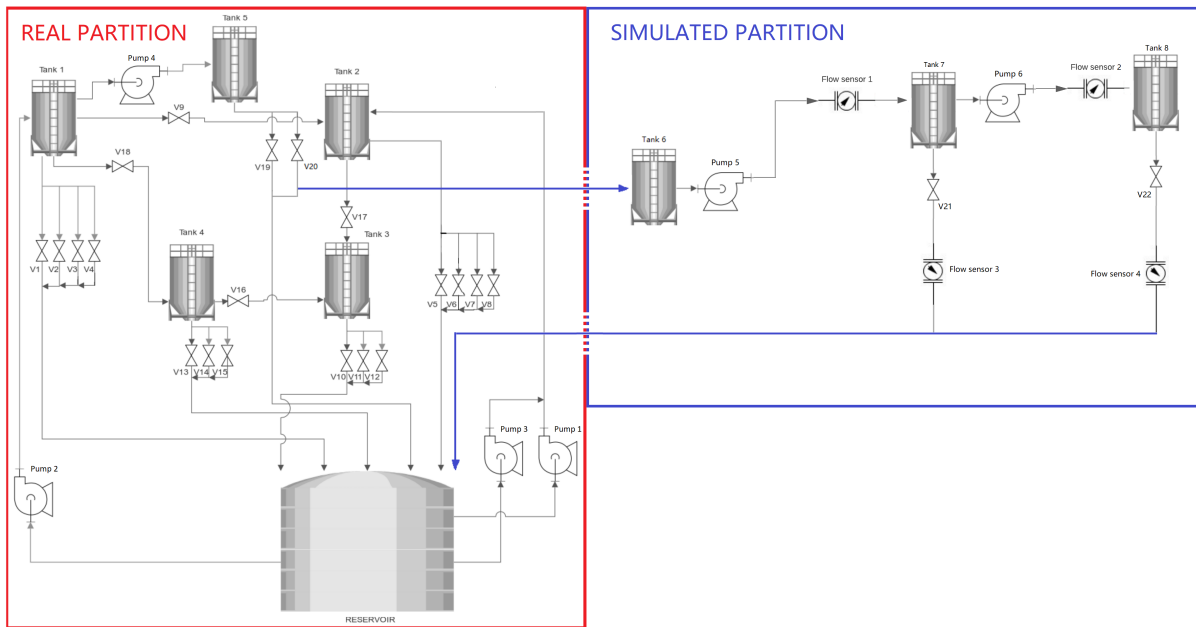 REAL PARTITION
SIMULATED PARTITION
Tank 5
Tank 1
Pump 4
Tank 2
V9
V18
V19
V20
V17
Tank 4
Tank 3
V1
V2
V3
V4
V16
V5
V6
V7
V8
V13
V14
V15
V10
V11
V12
Pump 2
Pump 3
Pump 1
RESERVOIR
Tank 6
Pump 5
Flow sensor 1
Tank 7
Pump 6
Flow sensor 2
Tank 8
V21
V22
Flow sensor 3
Flow sensor 4